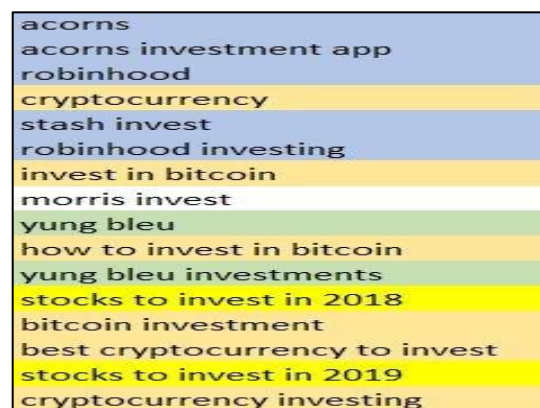 acorns
acorns investment app
robinhood
cryptocurrency
stash invest
robinhood investing
invest in bitcoin
morris invest
yung bleu
how to invest in bitcoin
yung bleu investments
stocks to invest in 2018
bitcoin investment
best cryptocurrency to invest
stocks to invest in 2019
cryptocurrency investing